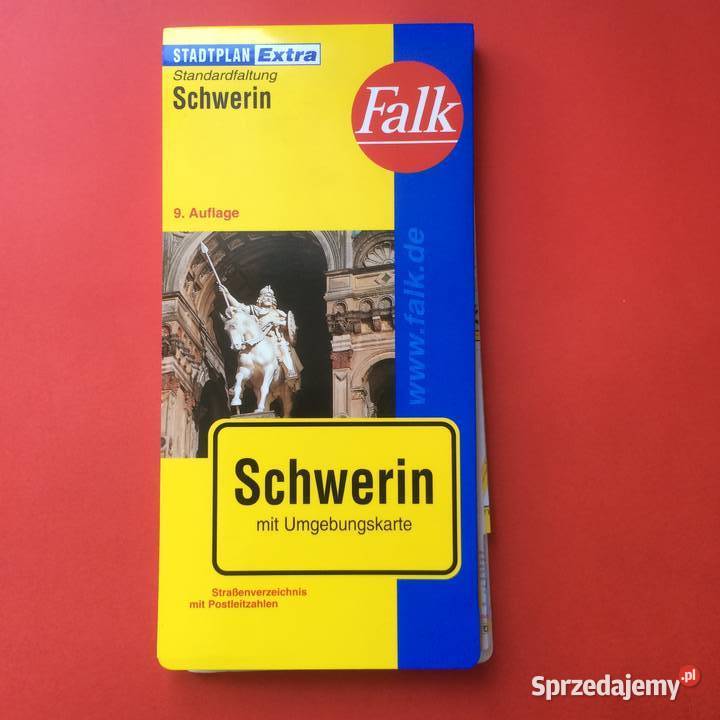 STADTPLAN Extra
Standardfaltung
Schwerin
Falk
9. Auflage
www.falk.de
Schwerin
mit Umgebungskarte
Straßenverzeichnis
mit Postleitzahlen
Sprzedajemy.pl